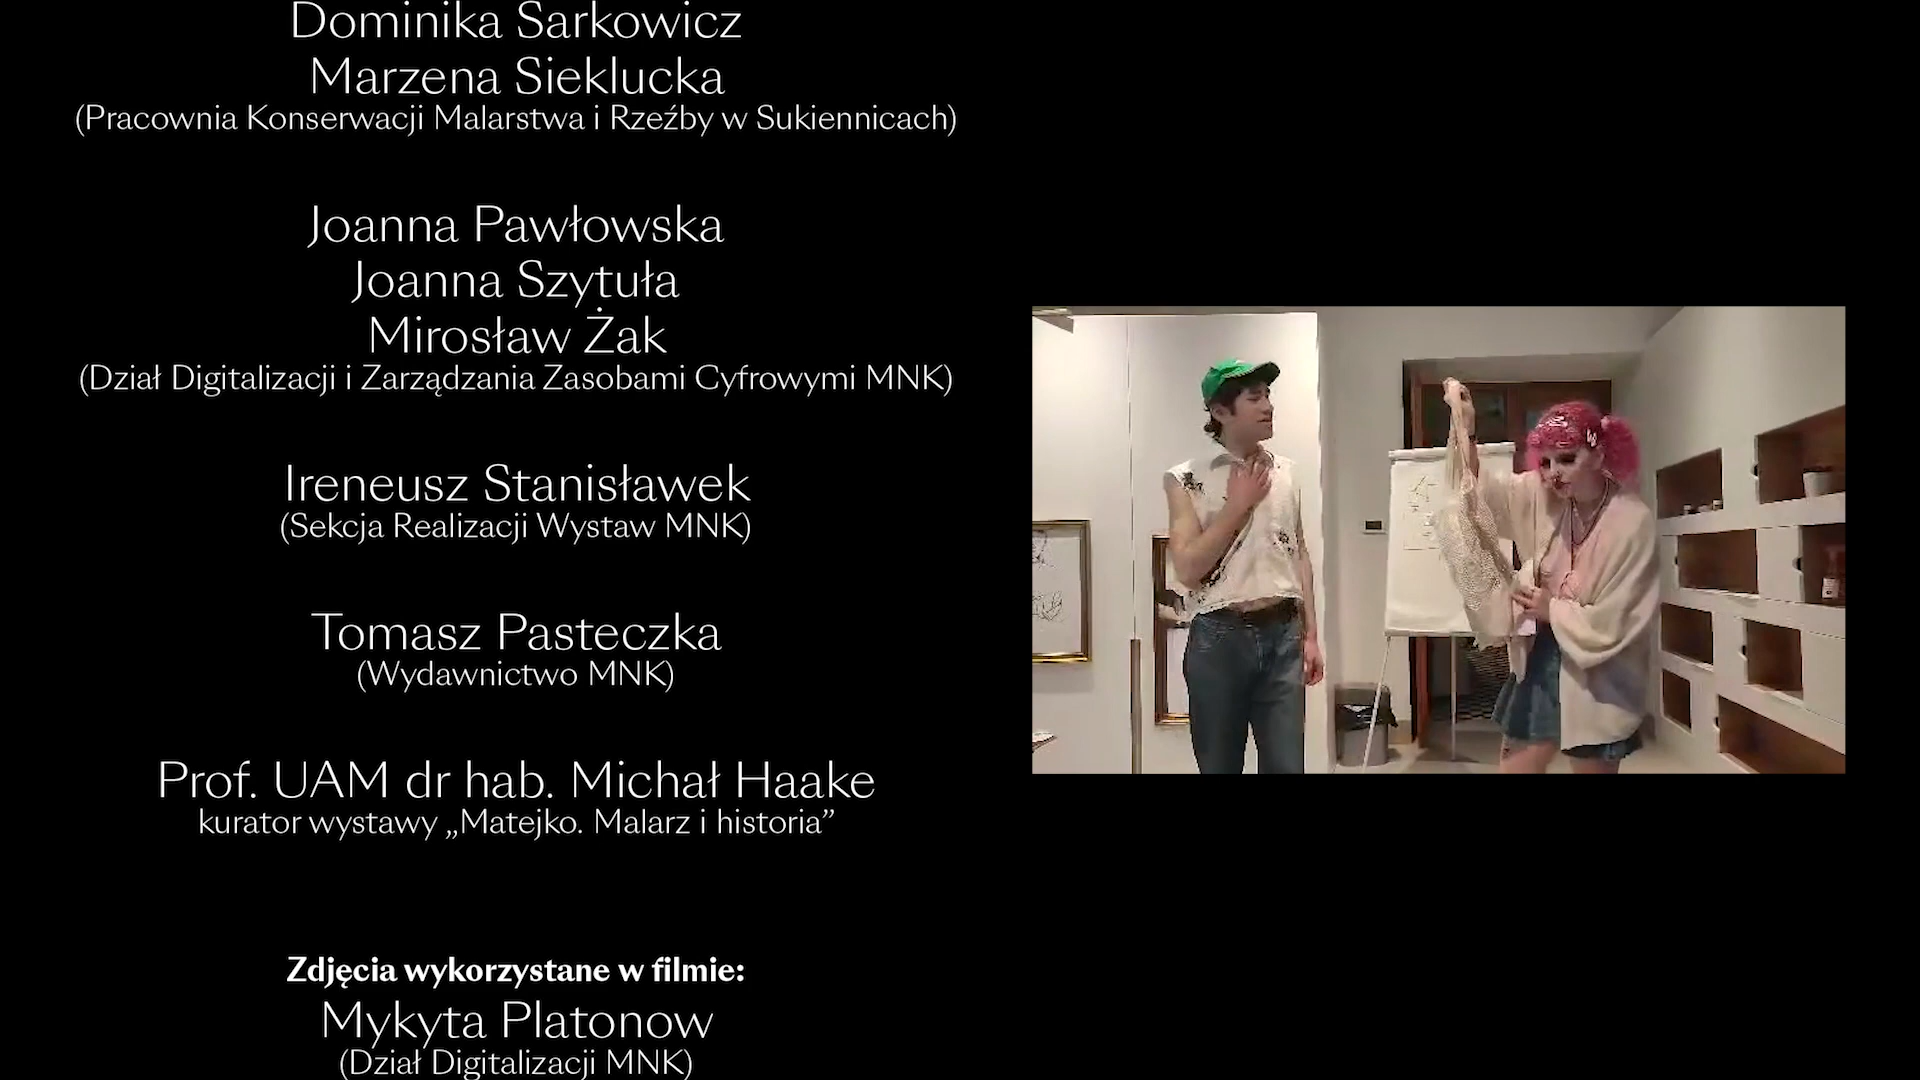 Dominika Sarkowicz
Marzena Sieklucka
(Pracownia Konserwacji Malarstwa i Rzeźby w Sukiennicach)
Joanna Pawłowska
Joanna Szytuła
Mirosław Żak
(Dział Digitalizacji i Zarządzania Zasobami Cyfrowymi MNK)
Ireneusz Stanisławek
(Sekcja Realizacji Wystaw MNK)
Tomasz Pasteczka
(Wydawnictwo MNK)
Prof. UAM dr hab. Michał Haake
kurator wystawy „Matejko. Malarz i historia”
Zdjęcia wykorzystane w filmie:
Mykyta Platonow
(Dział Digitalizacji MNK)